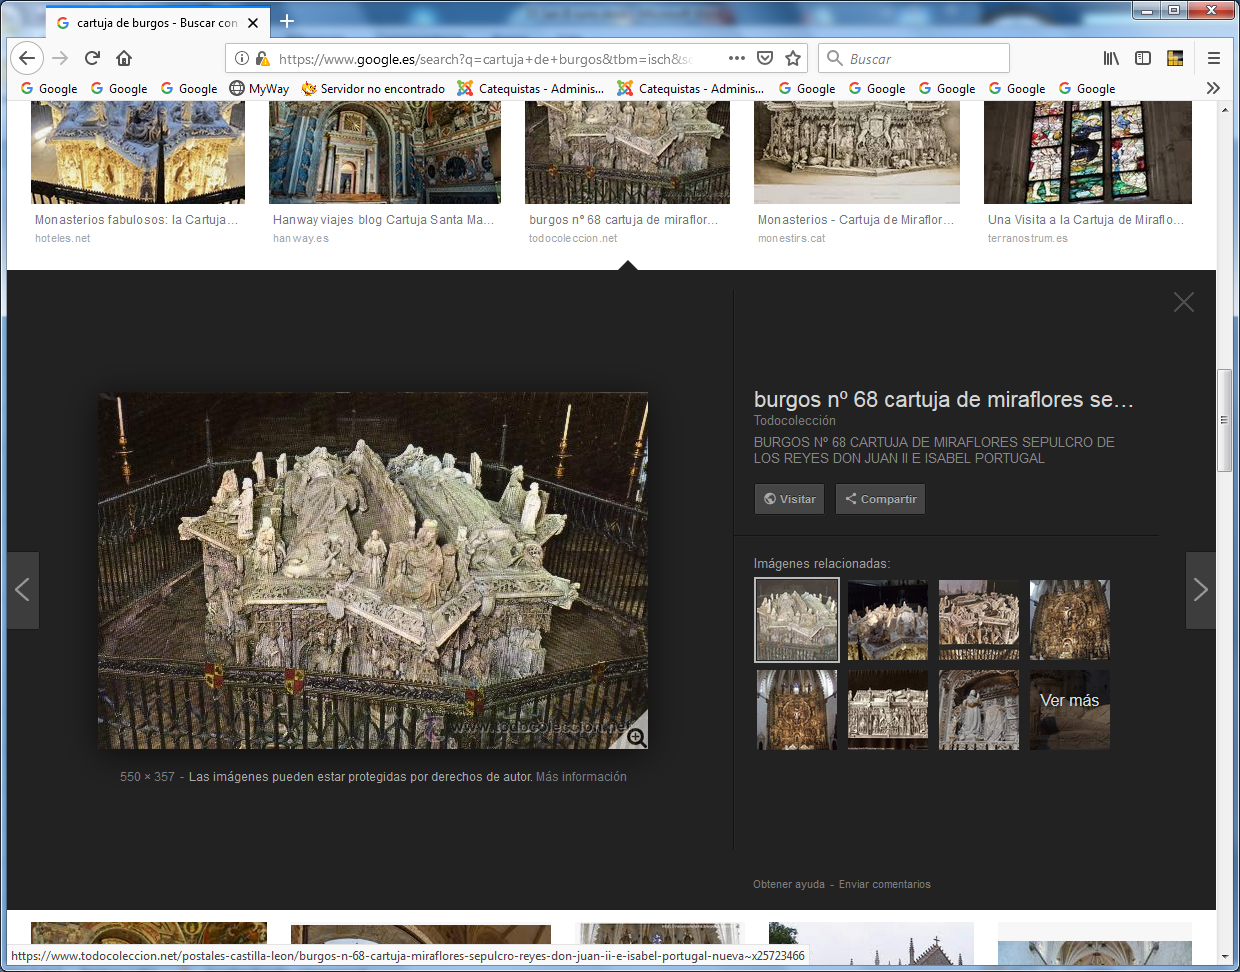 cartuja de burgos - Buscar con
https://www.google.es/search?q=cartuja+de+burgos&tbm=isch&sc
Buscar
Google
Google
Google
MyWay
Servidor no encontrado
Catequistas - Adminis...
Catequistas - Adminis...
Google
Google
Google
Google
Google
Monasterios fabulosos: la Cartuja...
hoteles.net
Hanway viajes blog Cartuja Santa Ma...
hanway.es
burgos nº 68 cartuja de miraflor...
todocoleccion.net
Monasterios - Cartuja de Miraflor...
monestirs.cat
Una Visita a la Cartuja de Miraflo...
terranostrum.es
burgos nº 68 cartuja de miraflores se...
Todocolección
BURGOS Nº 68 CARTUJA DE MIRAFLORES SEPULCRO DE
LOS REYES DON JUAN II E ISABEL PORTUGAL
Visitar
Compartir
Imágenes relacionadas:
Ver más
www.todocoleccion.net
550 × 357 - Las imágenes pueden estar protegidas por derechos de autor. Más información
Obtener ayuda - Enviar comentarios
https://www.todocoleccion.net/postales-castilla-leon/burgos-n-68-cartuja-miraflores-sepulcro-reyes-don-juan-ii-e-isabel-portugal-nueva~x25723466